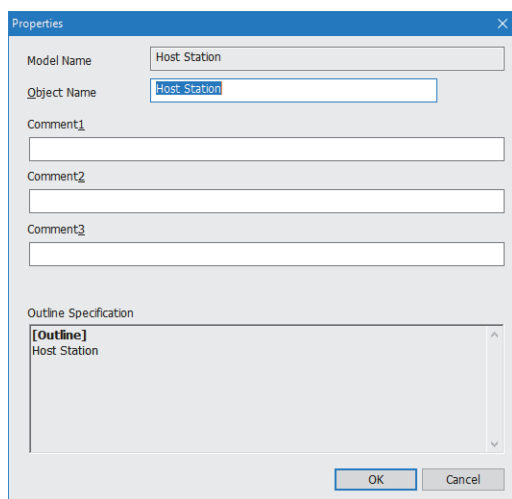 Properties
Model Name Host Station
Object Name Host Station
Comment1
Comment2
Comment3
Outline Specification
[Outline]
Host Station
OK Cancel